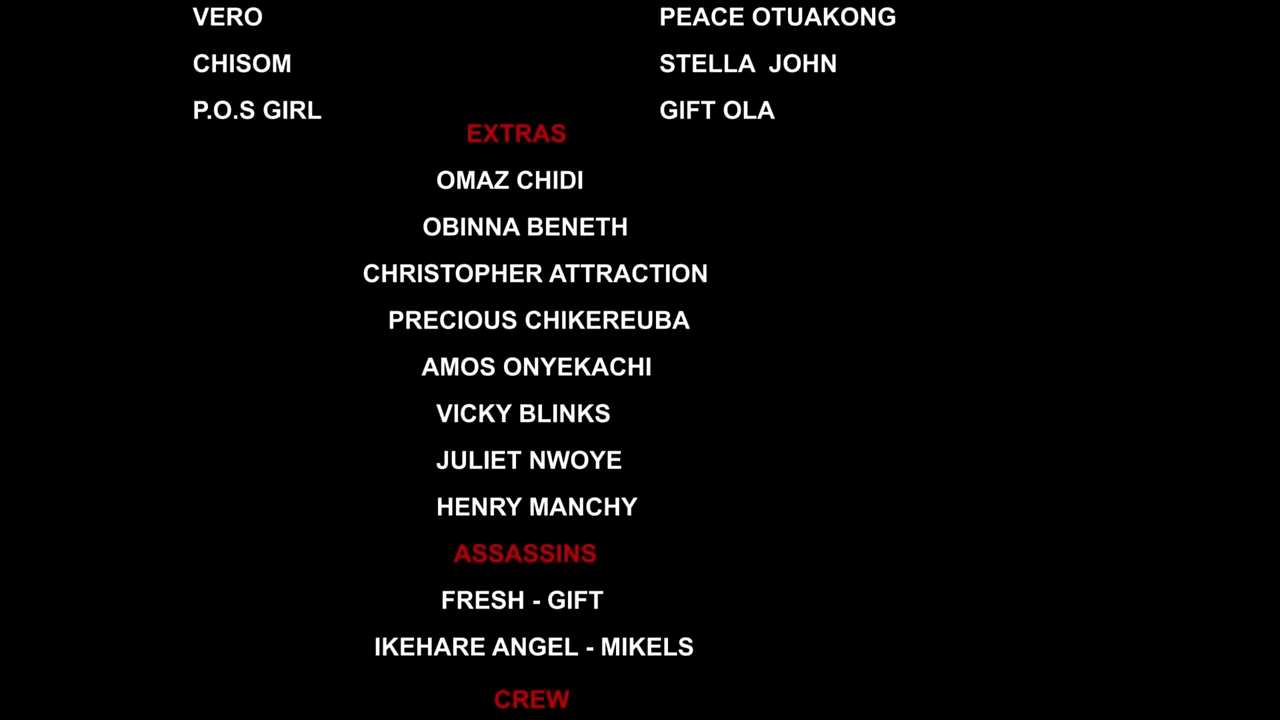 VERO PEACE OTUAKONG
CHISOM STELLA JOHN
P.O.S GIRL GIFT OLA
EXTRAS
OMAZ CHIDI
OBINNA BENETH
CHRISTOPHER ATTRACTION
PRECIOUS CHIKEREUBA
AMOS ONYEKACHI
VICKY BLINKS
JULIET NWOYE
HENRY MANCHY
ASSASSINS
FRESH - GIFT
IKEHARE ANGEL - MIKELS
CREW